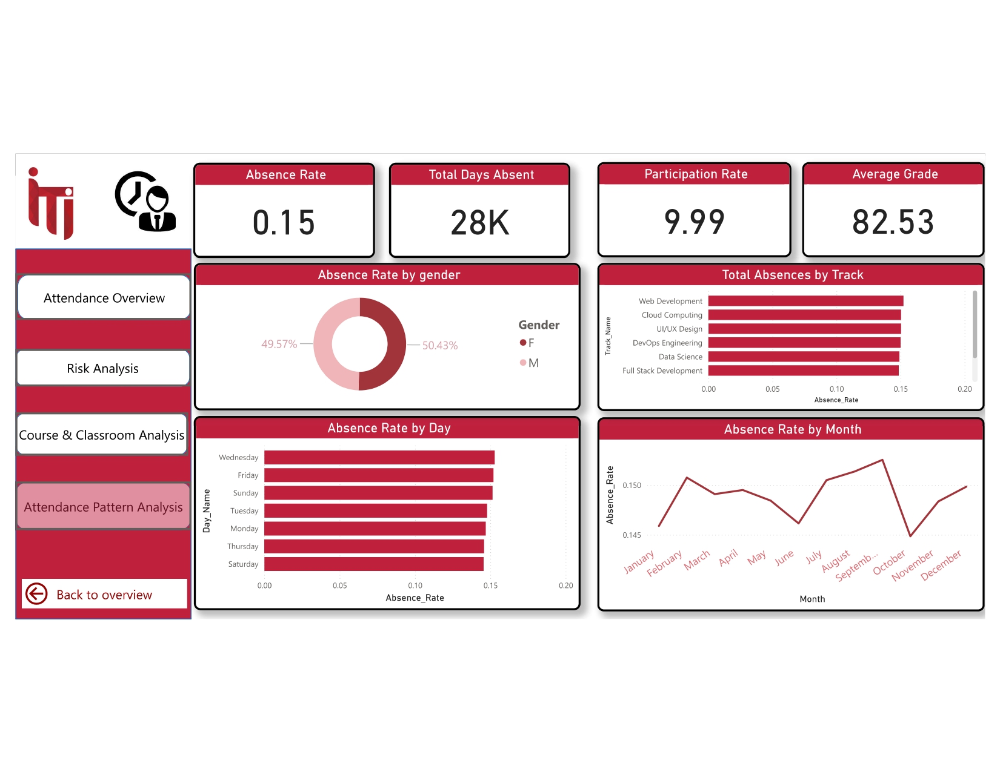 iTi
Absence Rate
0.15
Total Days Absent
28K
Participation Rate
9.99
Average Grade
82.53
Attendance Overview
Risk Analysis
Course & Classroom Analysis
Attendance Pattern Analysis
Back to overview
Absence Rate by gender
49.57%
50.43%
Gender
F
M
Total Absences by Track
Track_Name
Web Development
Cloud Computing
UI/UX Design
DevOps Engineering
Data Science
Full Stack Development
0.00 0.05 0.10 0.15 0.20
Absence_Rate
Absence Rate by Day
Day_Name
Wednesday
Friday
Sunday
Tuesday
Monday
Thursday
Saturday
0.00 0.05 0.10 0.15 0.20
Absence_Rate
Absence Rate by Month
Absence_Rate
0.150
0.145
January February March April May June July August Septemb... October November December
Month